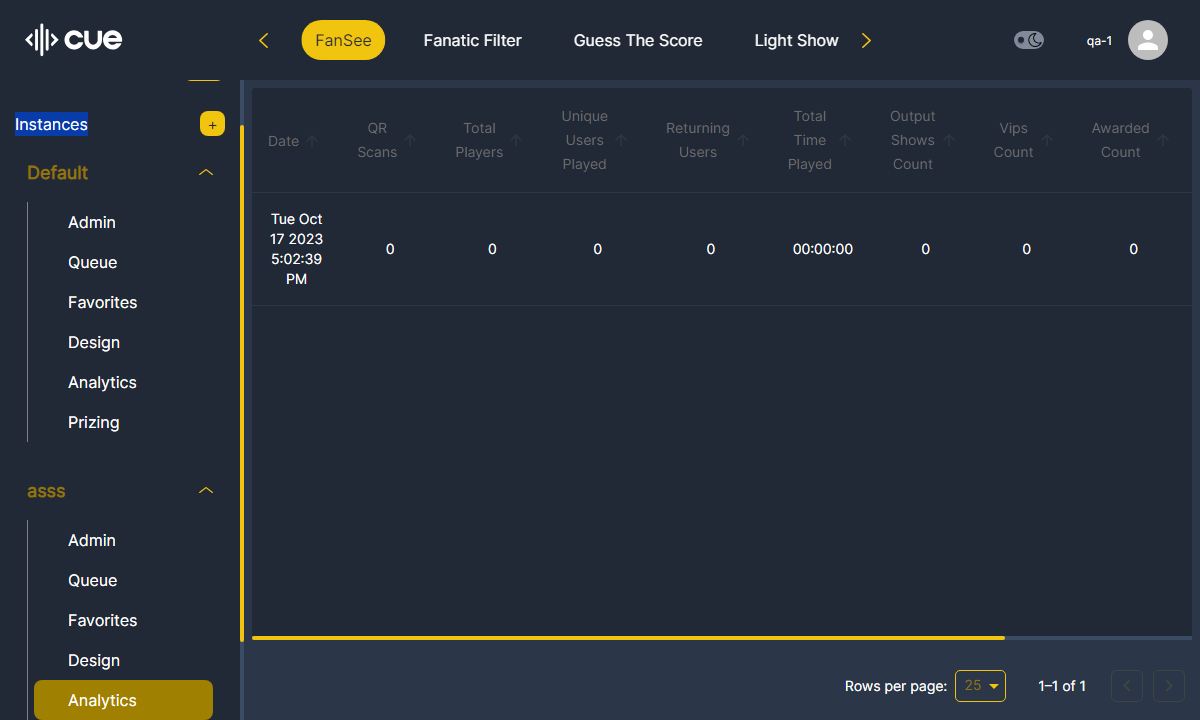 cue
FanSee
Fanatic Filter
Guess The Score
Light Show
qa-1
Instances
+
Default
Admin
Queue
Favorites
Design
Analytics
Prizing
asss
Admin
Queue
Favorites
Design
Analytics
Date
QR
Scans
Total
Players
Unique
Users
Played
Returning
Users
Total
Time
Played
Output
Shows
Count
Vips
Count
Awarded
Count
Tue Oct
17 2023
5:02:39
PM
0
0
0
0
00:00:00
0
0
0
Rows per page:
25
1–1 of 1